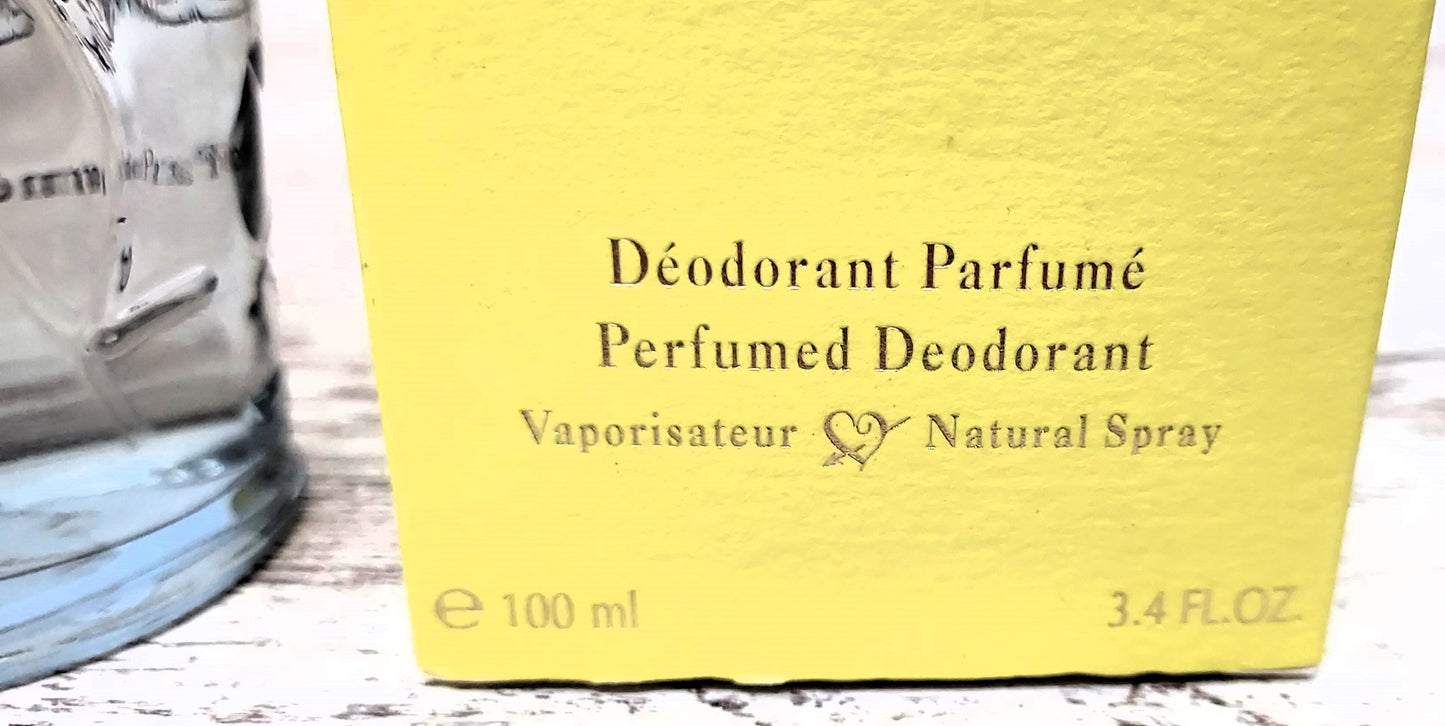 Déodorant Parfumé
Perfumed Deodorant
Vaporisateur Natural Spray
℮ 100 ml 3.4 FL.OZ.